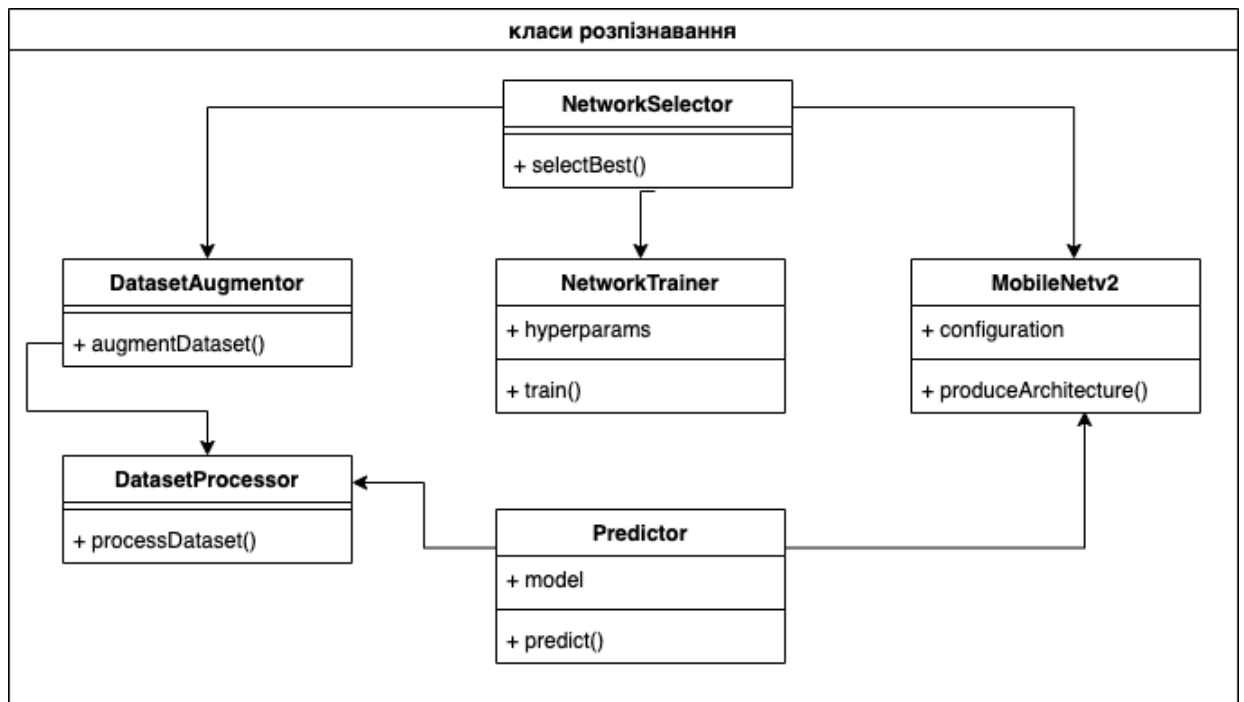 класи розпізнавання
NetworkSelector
+ selectBest()
DatasetAugmentor
+ augmentDataset()
NetworkTrainer
+ hyperparams
+ train()
MobileNetv2
+ configuration
+ produceArchitecture()
DatasetProcessor
+ processDataset()
Predictor
+ model
+ predict()